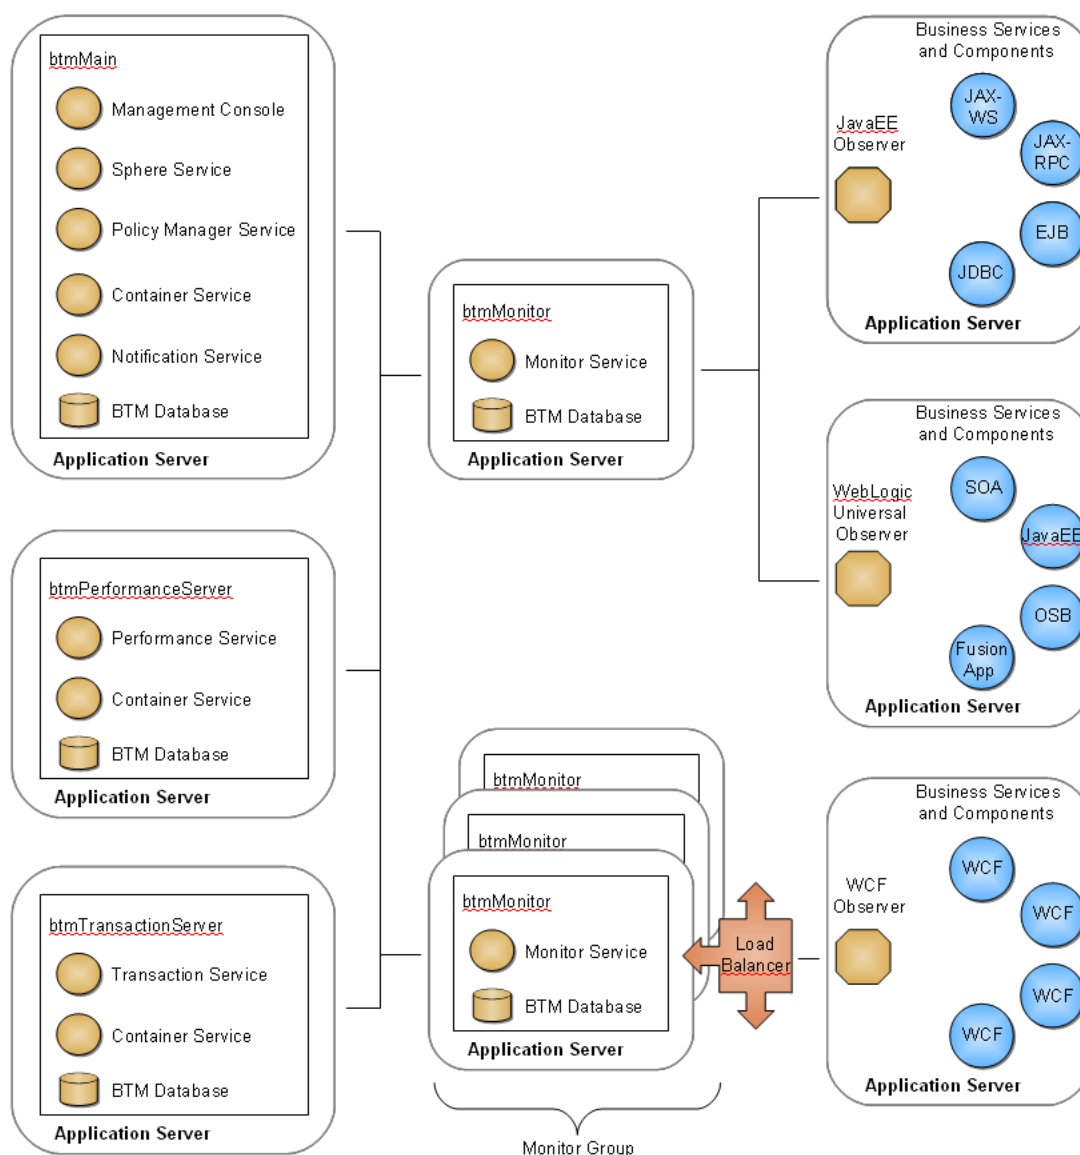 btmMain
Management Console
Sphere Service
Policy Manager Service
Container Service
Notification Service
BTM Database
Application Server
btmPerformanceServer
Performance Service
Container Service
BTM Database
Application Server
btmTransactionServer
Transaction Service
Container Service
BTM Database
Application Server
btmMonitor
Monitor Service
BTM Database
Application Server
btmMonitor
btmMonitor
btmMonitor
Monitor Service
BTM Database
Application Server
Monitor Group
Load
Balancer
Business Services
and Components
JavaEE
Observer
JAX-
WS
JAX-
RPC
EJB
JDBC
Application Server
Business Services
and Components
WebLogic
Universal
Observer
SOA
JavaEE
OSB
Fusion
App
Application Server
Business Services
and Components
WCF
Observer
WCF
WCF
WCF
WCF
Application Server